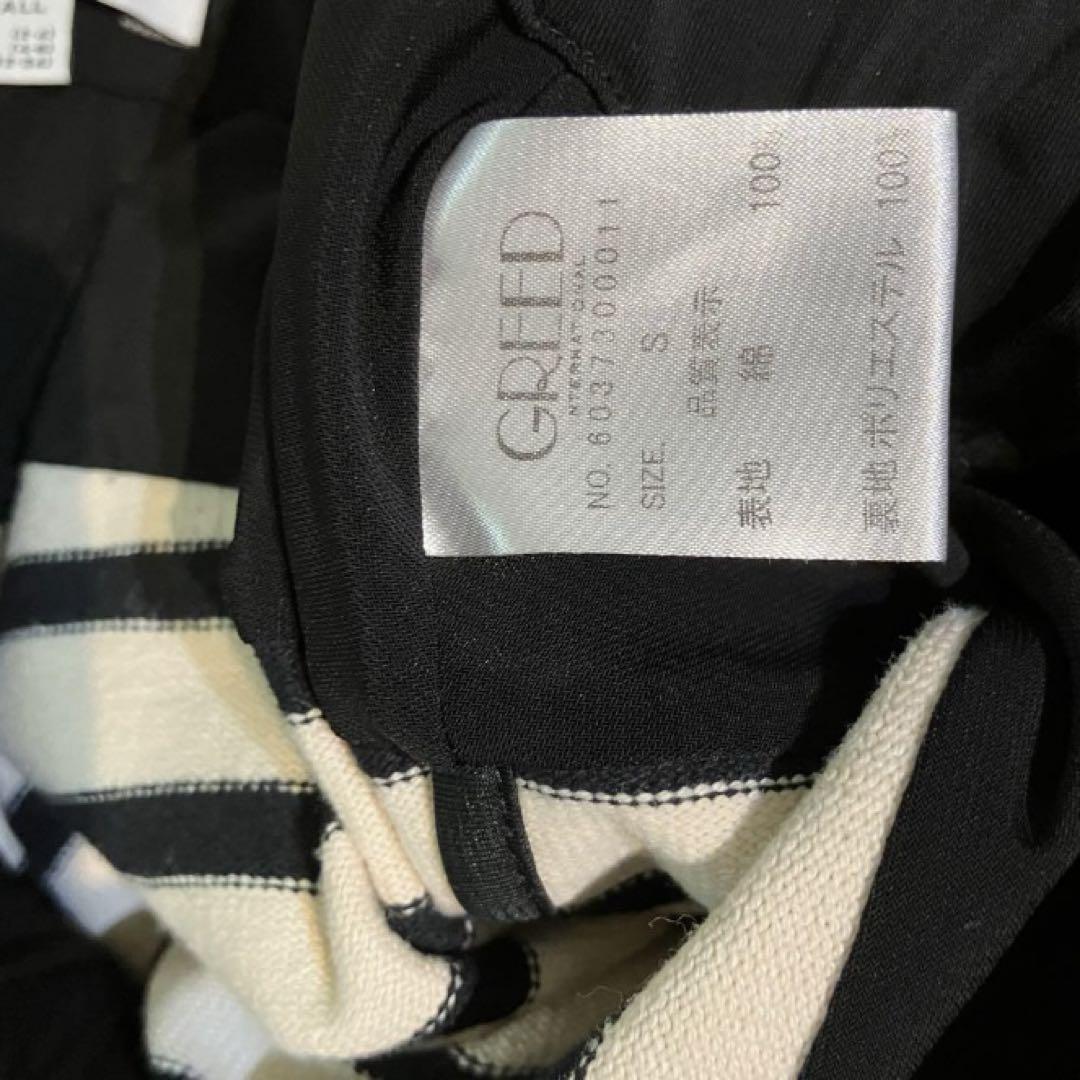 GREED
INTERNATIONAL
NO. 6037300011
SIZE. S
品質表示
表地 綿 100%
裏地 ポリエステル 100%
ALL